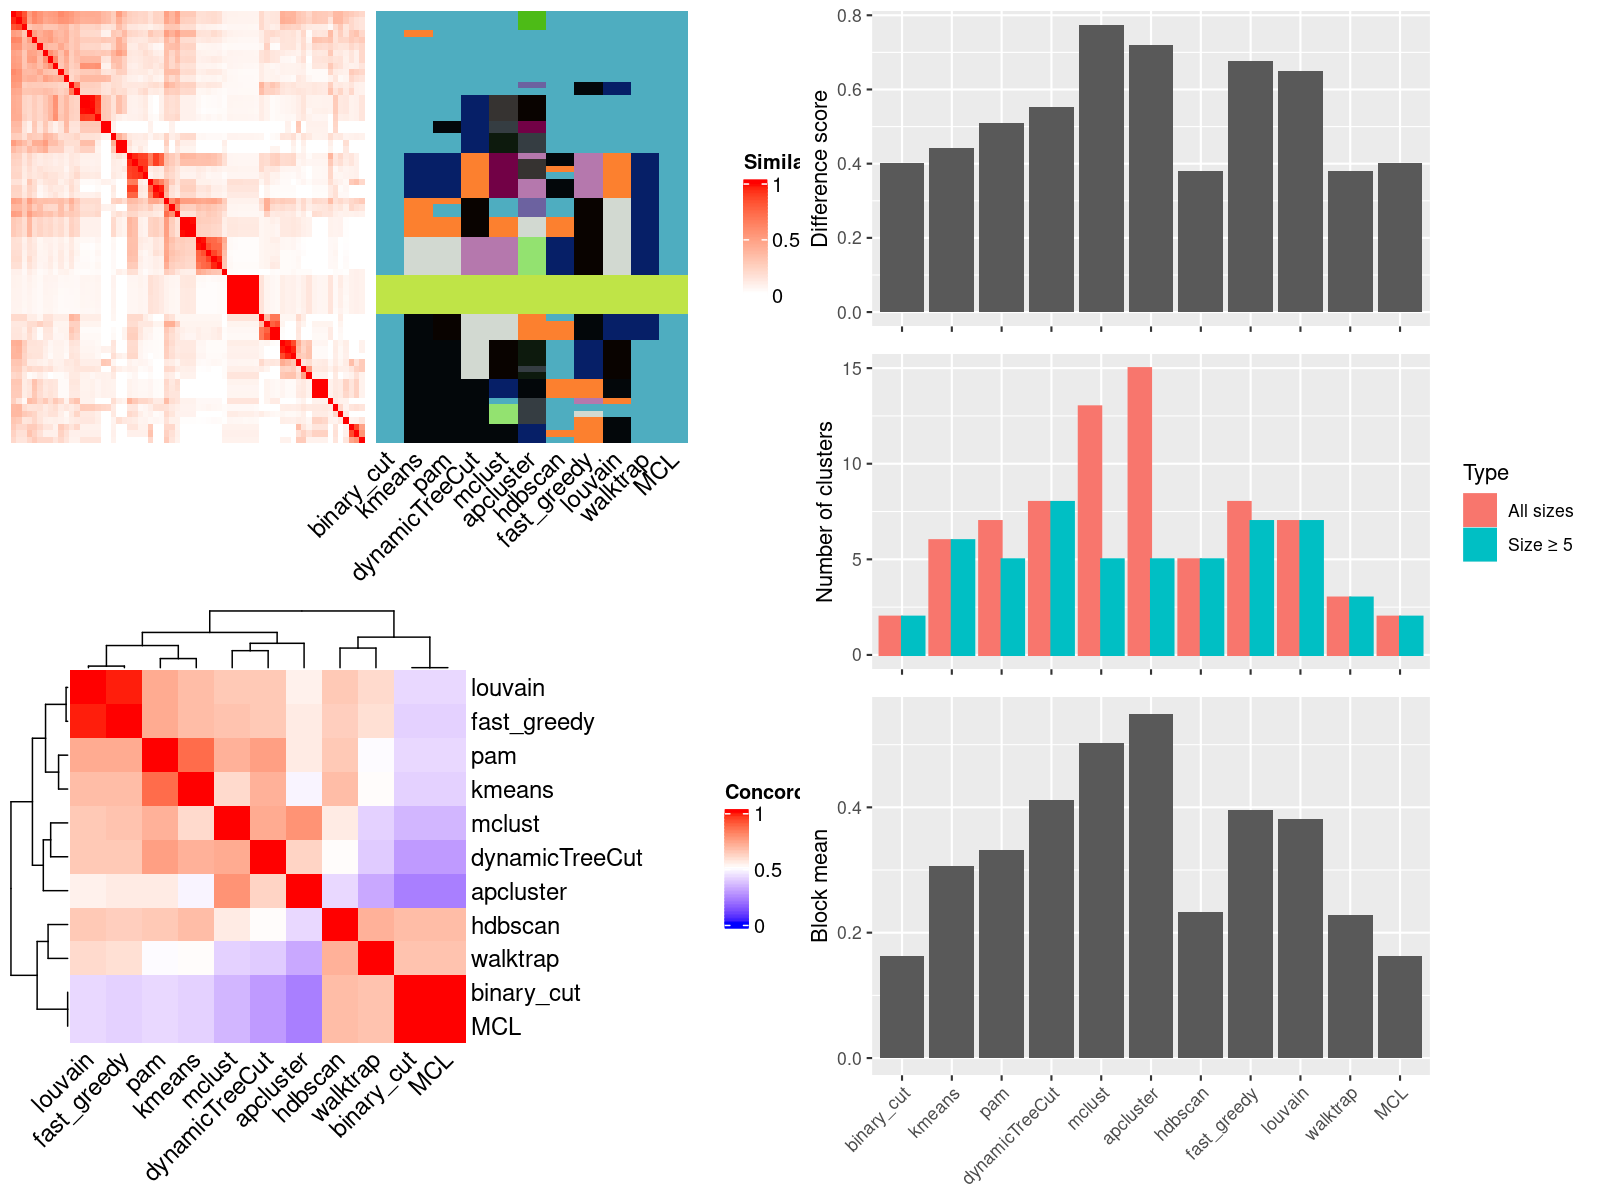 Simila
1
0.5
0
binary_cut
kmeans
pam
dynamicTreeCut
mclust
apcluster
hdbscan
fast_greedy
louvain
walktrap
MCL
louvain
fast_greedy
pam
kmeans
mclust
dynamicTreeCut
apcluster
hdbscan
walktrap
binary_cut
MCL
Concord
1
0.5
0
louvain
fast_greedy
pam
kmeans
mclust
dynamicTreeCut
apcluster
hdbscan
walktrap
binary_cut
MCL
Difference score
0.8
0.6
0.4
0.2
0.0
Number of clusters
15
10
5
0
Type
All sizes
Size ≥ 5
Block mean
0.4
0.2
0.0
binary_cut
kmeans
pam
dynamicTreeCut
mclust
apcluster
hdbscan
fast_greedy
louvain
walktrap
MCL